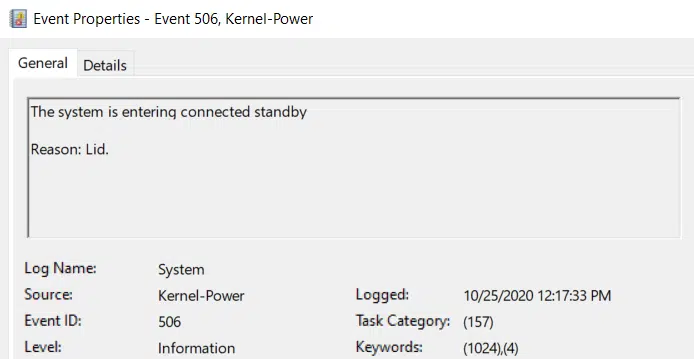 Event Properties - Event 506, Kernel-Power
General Details
The system is entering connected standby
Reason: Lid.
Log Name: System
Source: Kernel-Power Logged: 10/25/2020 12:17:33 PM
Event ID: 506 Task Category: (157)
Level: Information Keywords: (1024),(4)